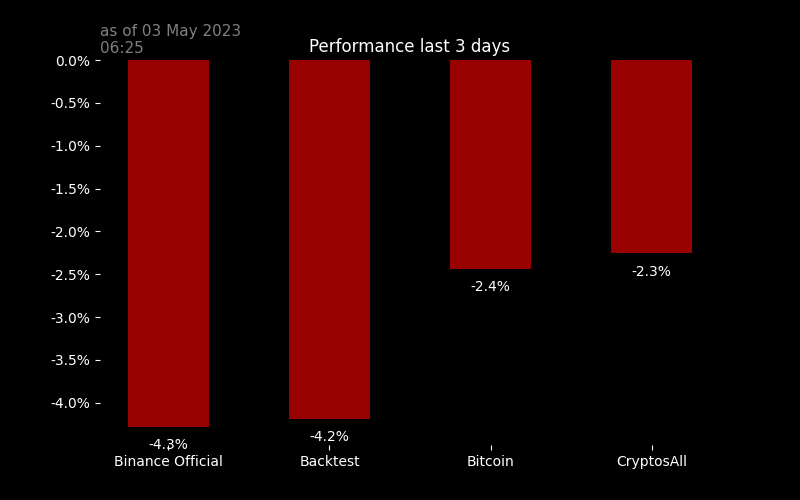 as of 03 May 2023
06:25
Performance last 3 days
0.0%
-0.5%
-1.0%
-1.5%
-2.0%
-2.5%
-3.0%
-3.5%
-4.0%
-4.3%
-4.2%
-2.4%
-2.3%
Binance Official
Backtest
Bitcoin
CryptosAll